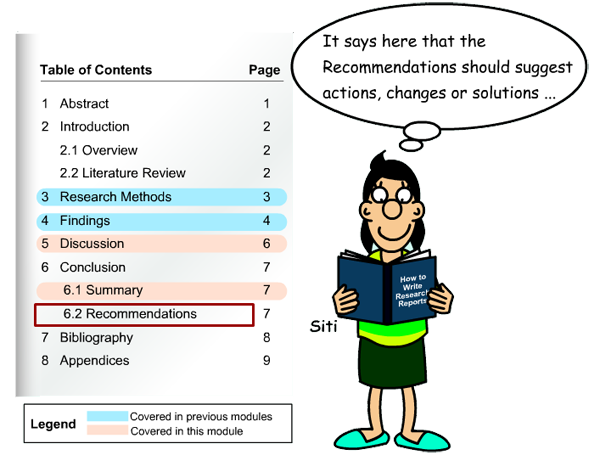 Table of Contents Page
1 Abstract 1
2 Introduction 2
2.1 Overview 2
2.2 Literature Review 2
3 Research Methods 3
4 Findings 4
5 Discussion 6
6 Conclusion 7
6.1 Summary 7
6.2 Recommendations 7
7 Bibliography 8
8 Appendices 9
Legend
Covered in previous modules
Covered in this module
It says here that the
Recommendations should suggest
actions, changes or solutions ...
How to
Write
Research
Reports
Siti